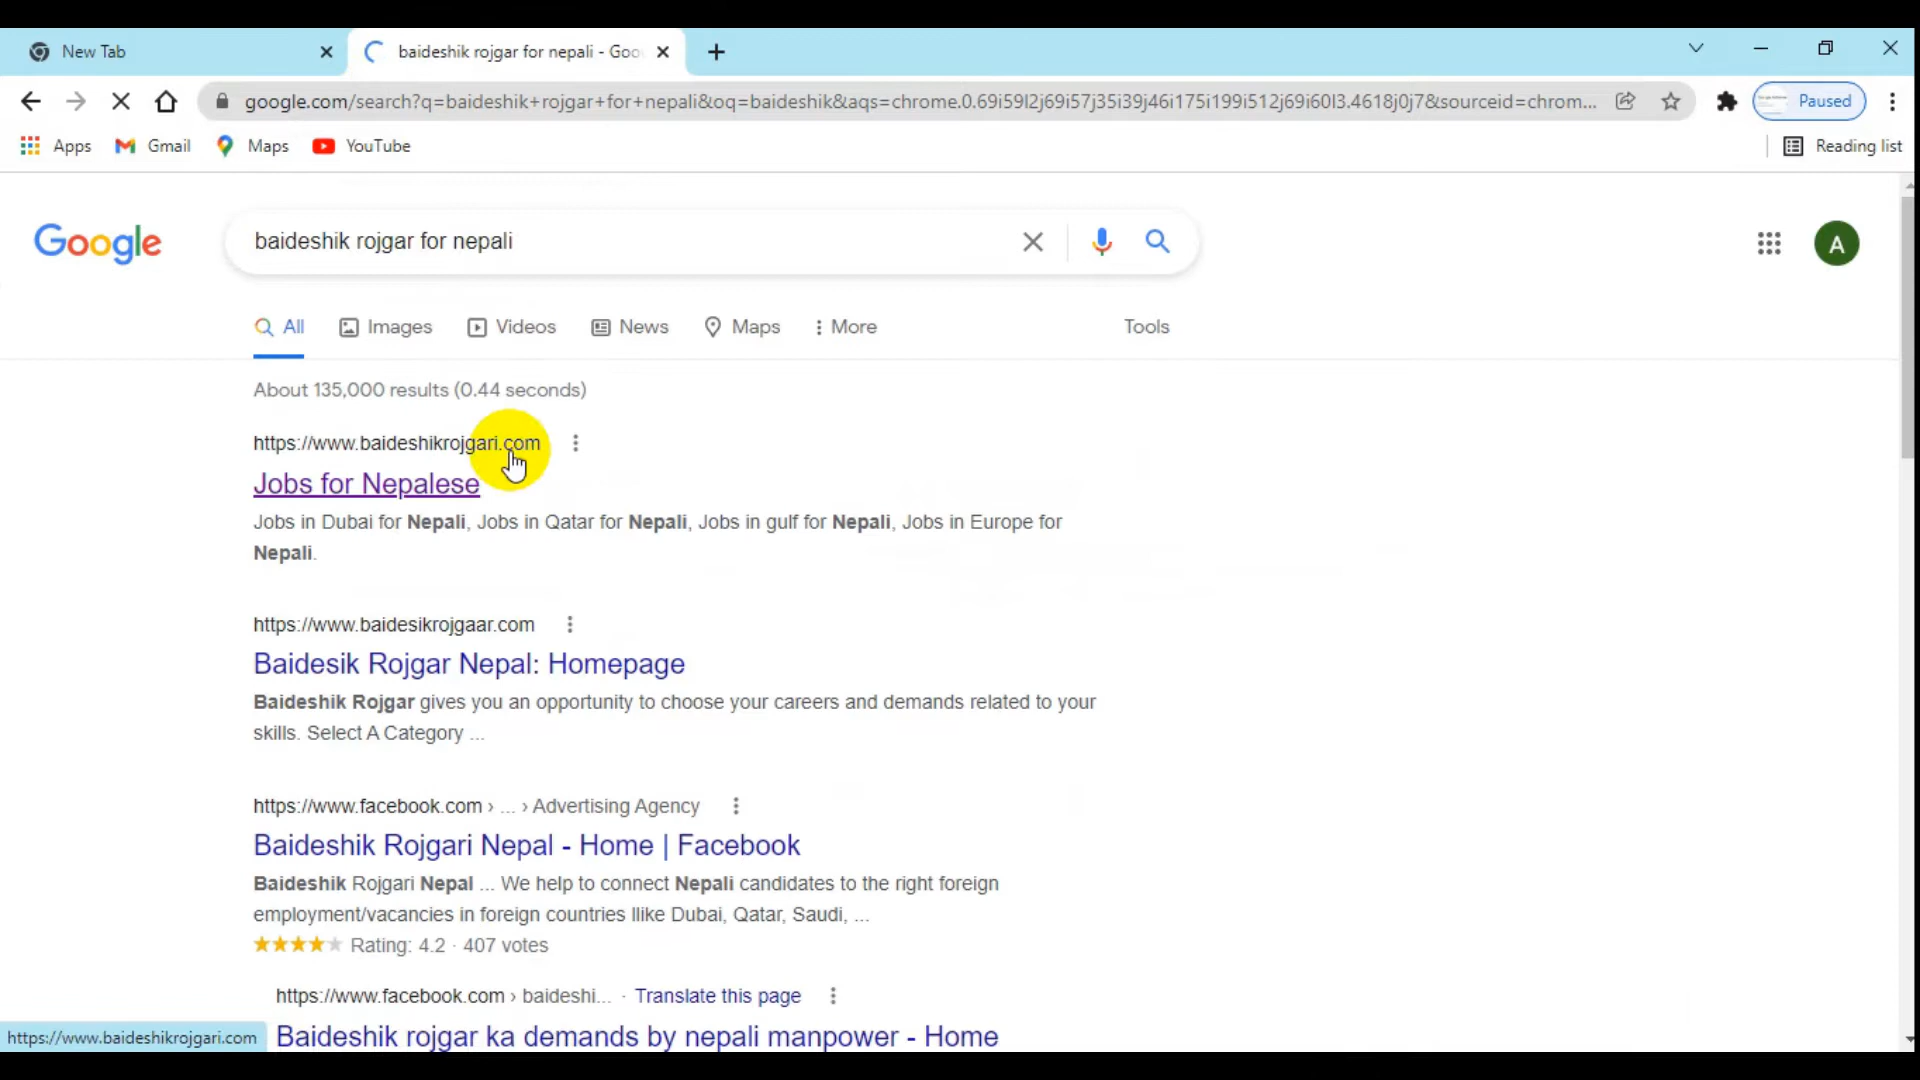 New Tab
baideshik rojgar for nepali - Goo
google.com/search?q=baideshik+rojgar+for+nepali&oq=baideshik&aqs=chrome.0.69i59l2j69i57j35i39j46i175i199i512j69i60l3.4618j0j7&sourceid=chrom...
Paused
Apps
Gmail
Maps
YouTube
Reading list
Google
baideshik rojgar for nepali
A
All
Images
Videos
News
Maps
More
Tools
About 135,000 results (0.44 seconds)
https://www.baideshikrojgari.com
Jobs for Nepalese
Jobs in Dubai for Nepali, Jobs in Qatar for Nepali, Jobs in gulf for Nepali, Jobs in Europe for
Nepali.
https://www.baidesikrojgaar.com
Baidesik Rojgar Nepal: Homepage
Baideshik Rojgar gives you an opportunity to choose your careers and demands related to your
skills. Select A Category ...
https://www.facebook.com › ... › Advertising Agency
Baideshik Rojgari Nepal - Home | Facebook
Baideshik Rojgari Nepal ... We help to connect Nepali candidates to the right foreign
employment/vacancies in foreign countries llike Dubai, Qatar, Saudi, ...
Rating: 4.2 · 407 votes
https://www.facebook.com › baideshi... · Translate this page
Baideshik rojgar ka demands by nepali manpower - Home
https://www.baideshikrojgari.com